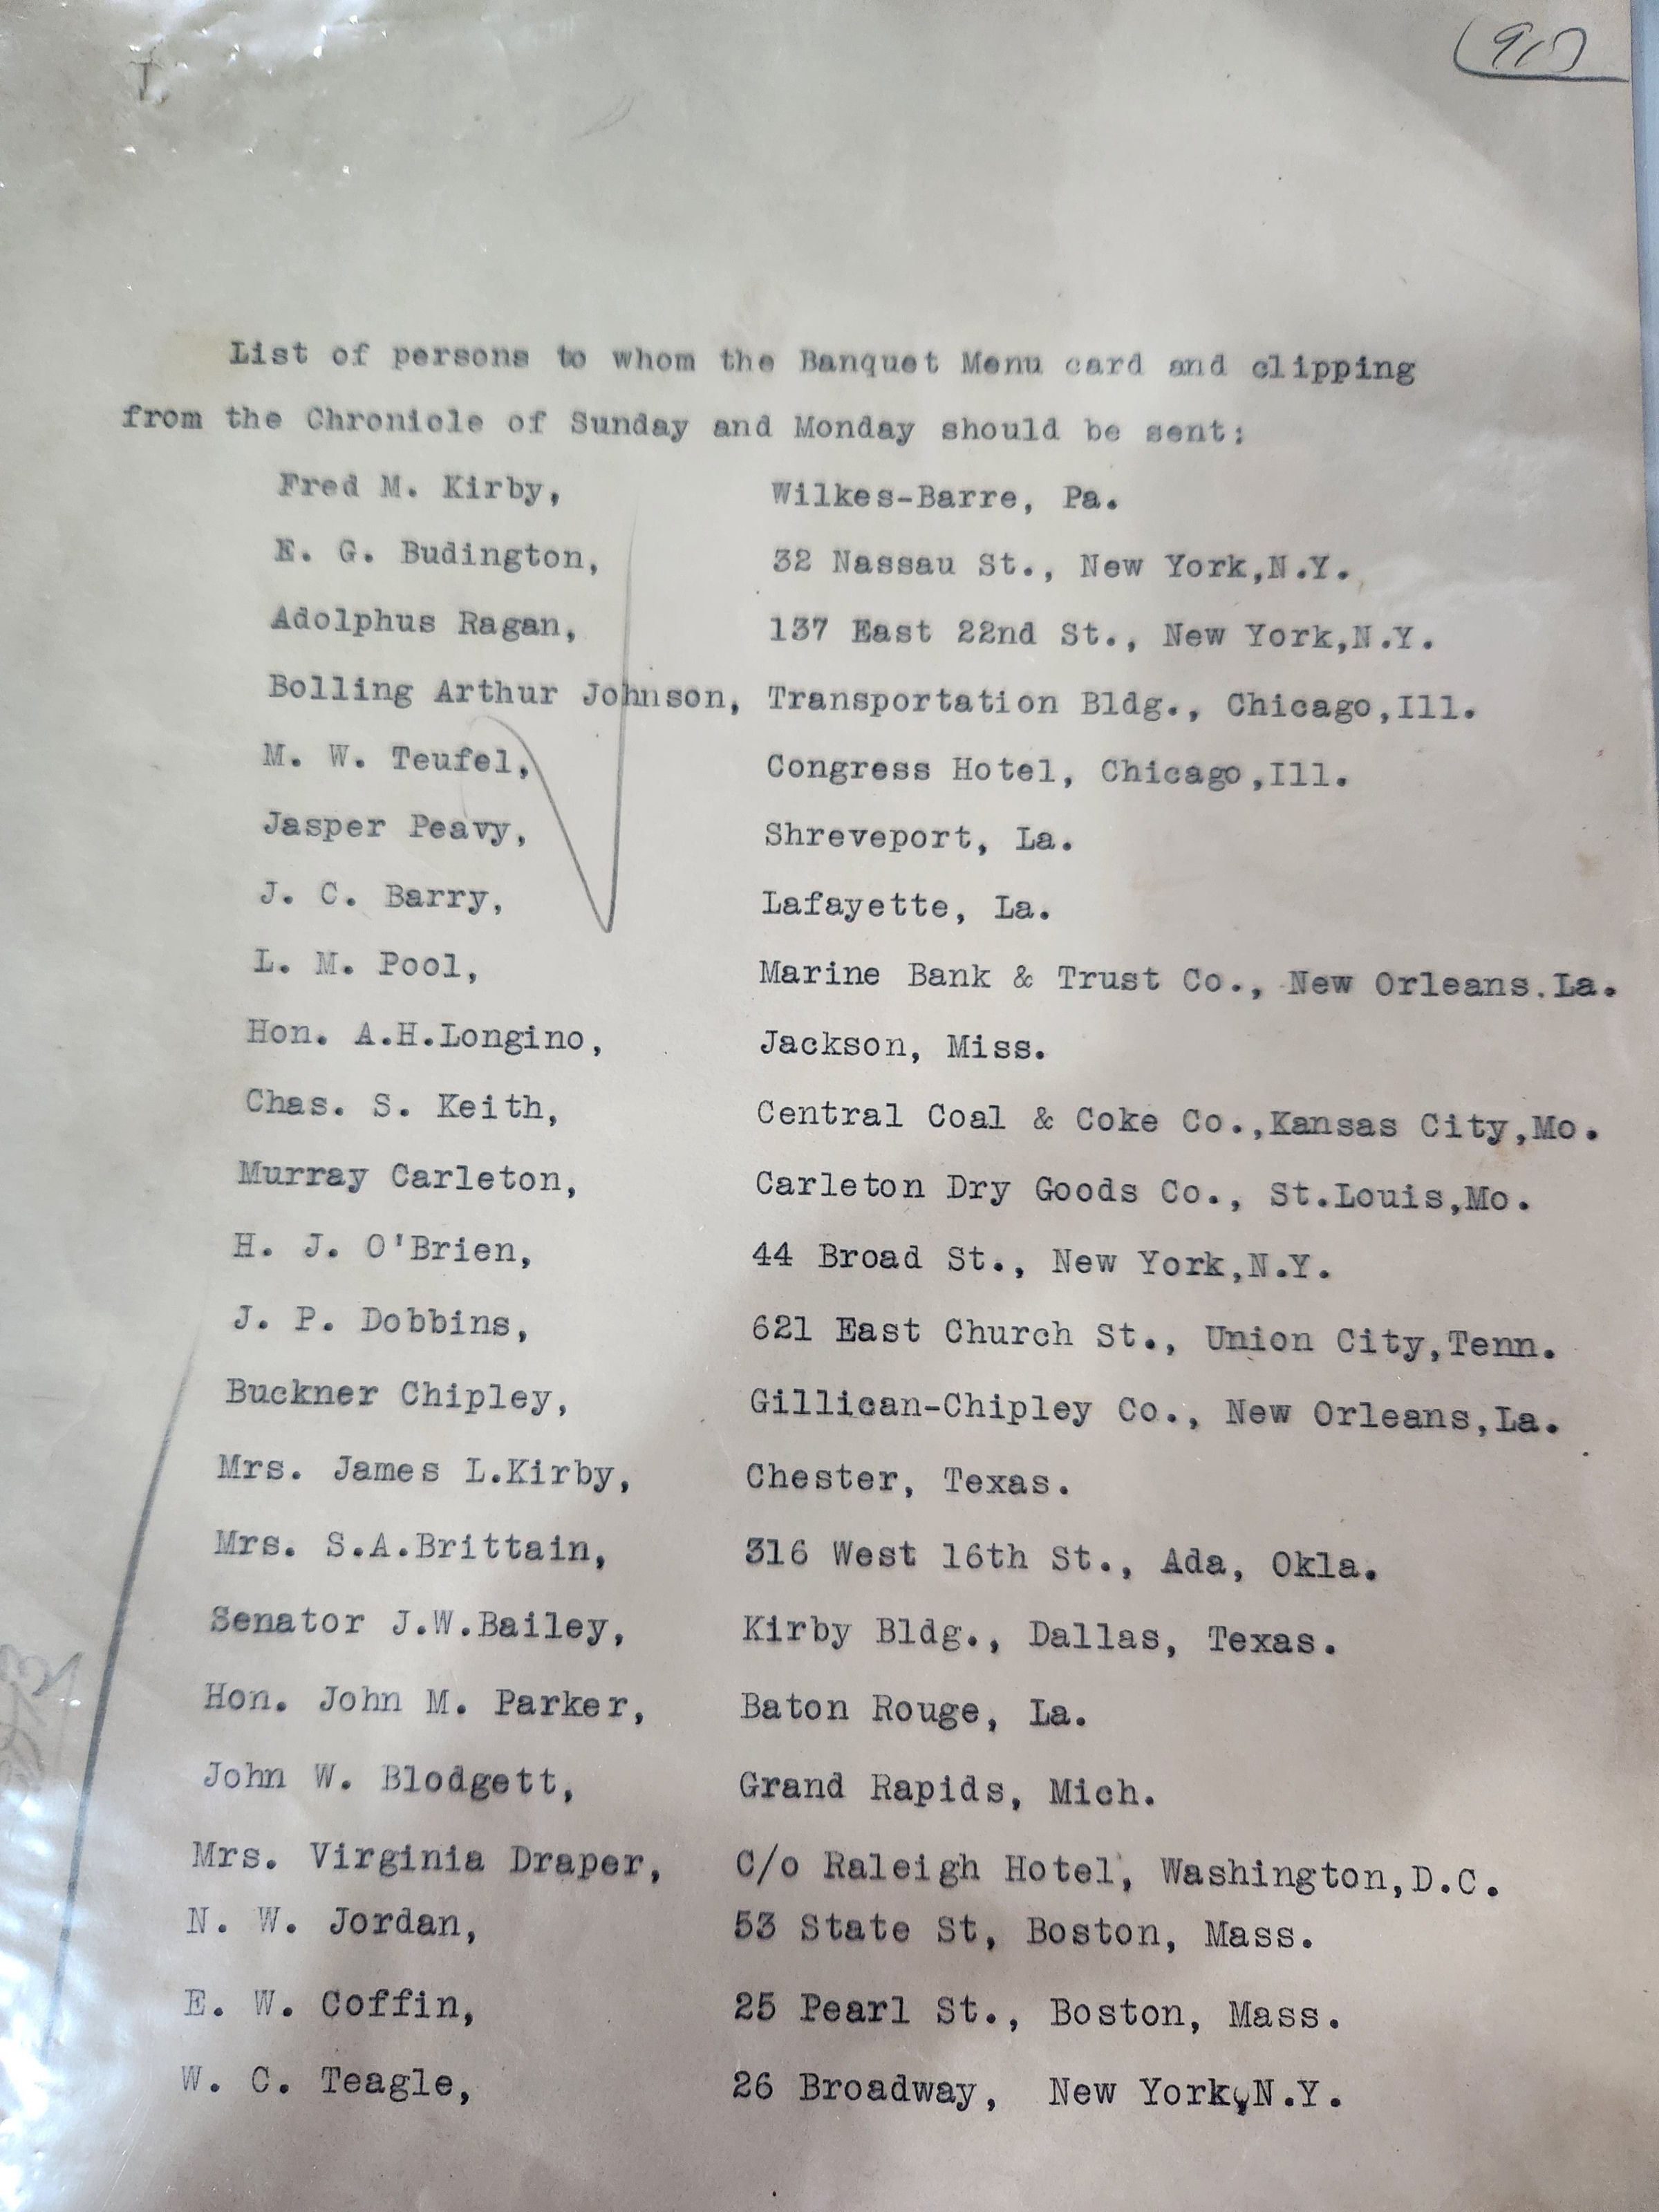 List of persons to whom the Banquet Menu card and clipping
from the Chronicle of Sunday and Monday should be sent:
Fred M. Kirby, Wilkes-Barre, Pa.
E. G. Budington, 32 Nassau St., New York,N.Y.
Adolphus Ragan, 137 East 22nd St., New York,N.Y.
Bolling Arthur Johnson, Transportation Bldg., Chicago,Ill.
M. W. Teufel, Congress Hotel, Chicago,Ill.
Jasper Peavy, Shreveport, La.
J. C. Barry, Lafayette, La.
L. M. Pool, Marine Bank & Trust Co., New Orleans,La.
Hon. A.H.Longino, Jackson, Miss.
Chas. S. Keith, Central Coal & Coke Co.,Kansas City,Mo.
Murray Carleton, Carleton Dry Goods Co., St.Louis,Mo.
H. J. O'Brien, 44 Broad St., New York,N.Y.
J. P. Dobbins, 621 East Church St., Union City,Tenn.
Buckner Chipley, Gillican-Chipley Co., New Orleans,La.
Mrs. James L.Kirby, Chester, Texas.
Mrs. S.A.Brittain, 316 West 16th St., Ada, Okla.
Senator J.W.Bailey, Kirby Bldg., Dallas, Texas.
Hon. John M. Parker, Baton Rouge, La.
John W. Blodgett, Grand Rapids, Mich.
Mrs. Virginia Draper, C/o Raleigh Hotel, Washington,D.C.
N. W. Jordan, 53 State St, Boston, Mass.
E. W. Coffin, 25 Pearl St., Boston, Mass.
W. C. Teagle, 26 Broadway, New York,N.Y.